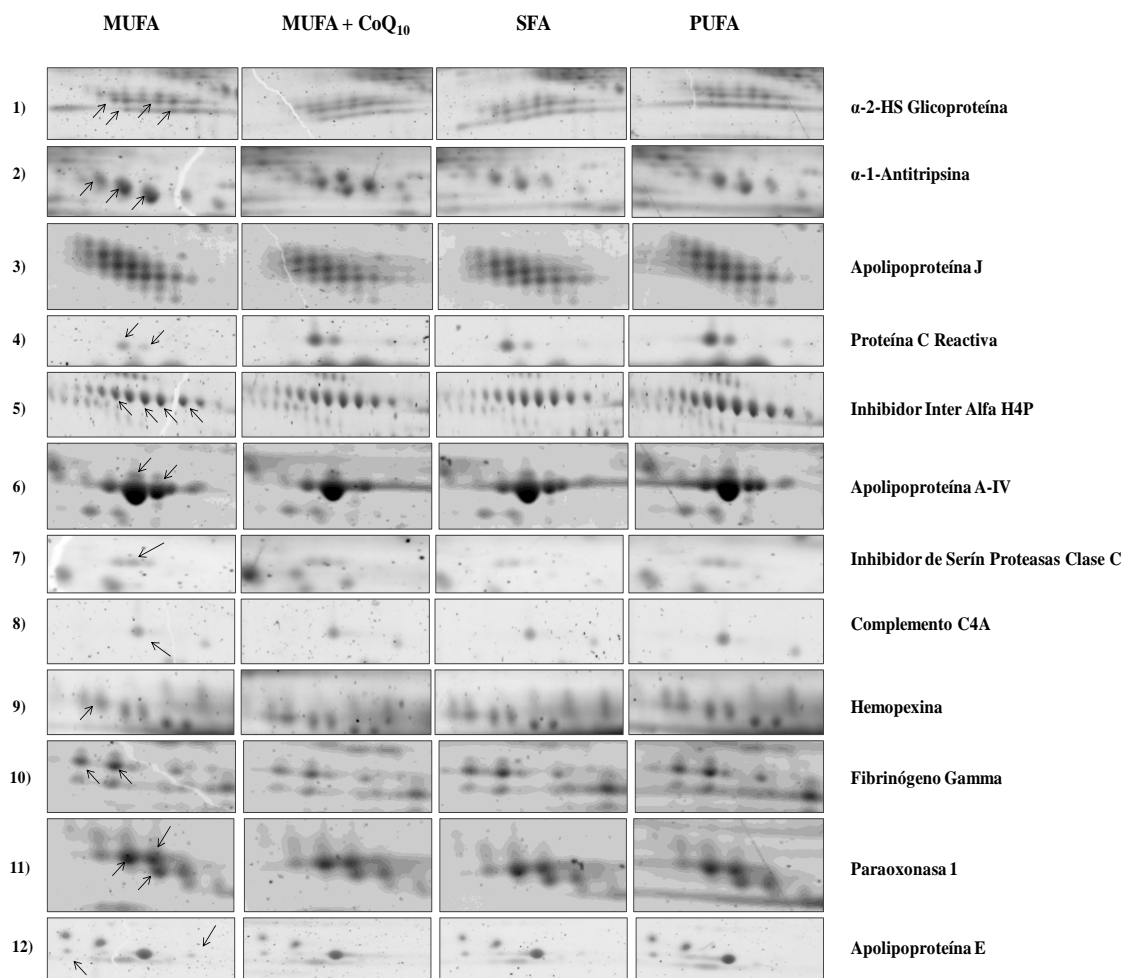 MUFA MUFA + CoQ₁₀ SFA PUFA
1) α-2-HS Glicoproteína
2) α-1-Antitripsina
3) Apolipoproteína J
4) Proteína C Reactiva
5) Inhibidor Inter Alfa H4P
6) Apolipoproteína A-IV
7) Inhibidor de Serín Proteasas Clase C
8) Complemento C4A
9) Hemopexina
10) Fibrinógeno Gamma
11) Paraoxonasa 1
12) Apolipoproteína E